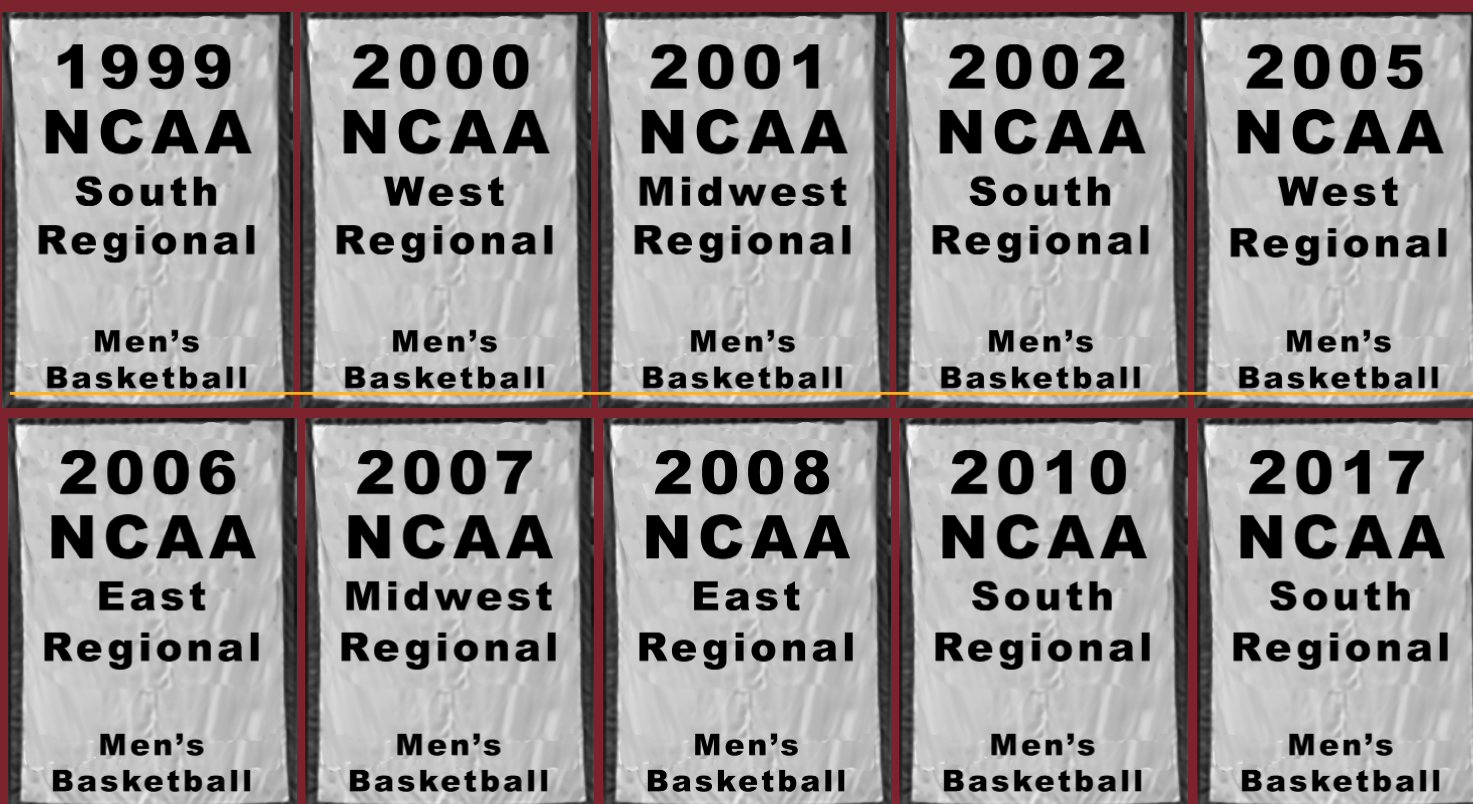 1999
NCAA
South
Regional
Men's
Basketball
2000
NCAA
West
Regional
Men's
Basketball
2001
NCAA
Midwest
Regional
Men's
Basketball
2002
NCAA
South
Regional
Men's
Basketball
2005
NCAA
West
Regional
Men's
Basketball
2006
NCAA
East
Regional
Men's
Basketball
2007
NCAA
Midwest
Regional
Men's
Basketball
2008
NCAA
East
Regional
Men's
Basketball
2010
NCAA
South
Regional
Men's
Basketball
2017
NCAA
South
Regional
Men's
Basketball